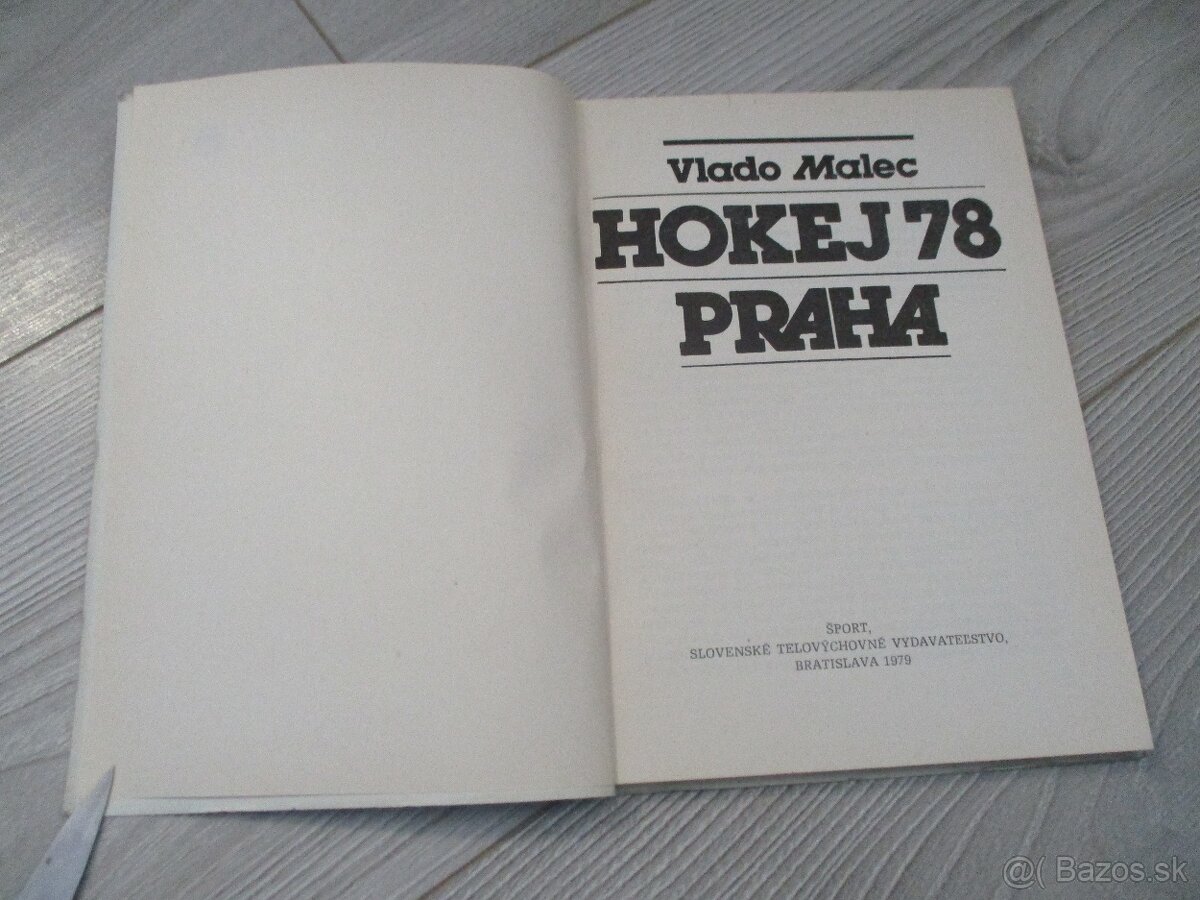 Vlado Malec
HOKEJ 78
PRAHA
ŠPORT,
SLOVENSKÉ TELOVÝCHOVNÉ VYDAVATEĽSTVO,
BRATISLAVA 1979
@( Bazos.sk